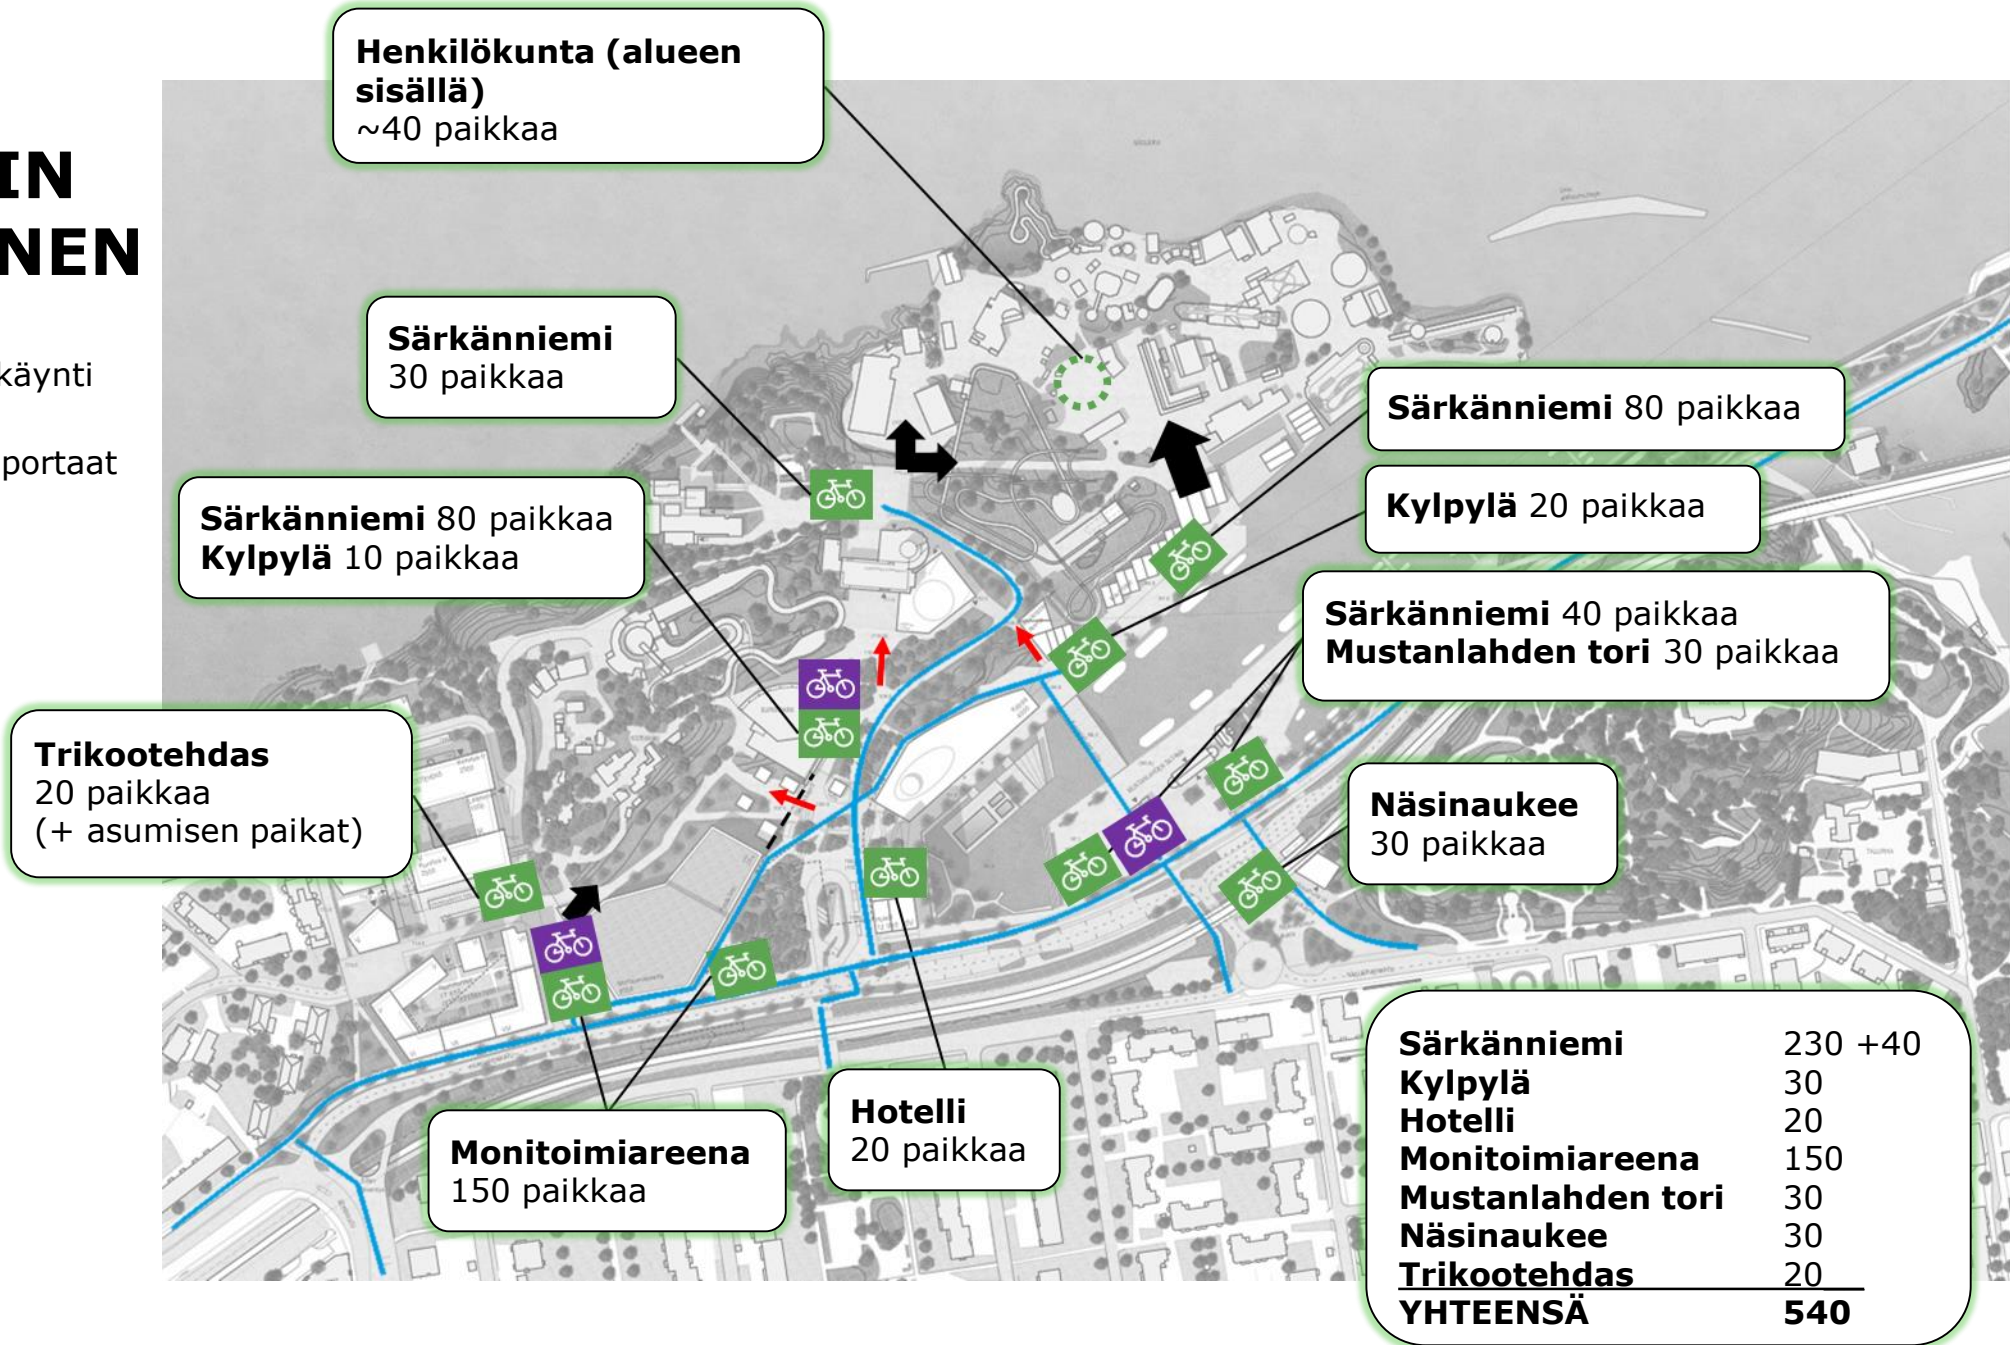 IN
NEN
käynti
portaat
Henkilökunta (alueen
sisällä)
~40 paikkaa
Särkänniemi
30 paikkaa
Särkänniemi 80 paikkaa
Kylpylä 10 paikkaa
Trikootehdas
20 paikkaa
(+ asumisen paikat)
Särkänniemi 80 paikkaa
Kylpylä 20 paikkaa
Särkänniemi 40 paikkaa
Mustanlahden tori 30 paikkaa
Näsinaukee
30 paikkaa
Monitoimiareena
150 paikkaa
Hotelli
20 paikkaa
Särkänniemi 230 +40
Kylpylä 30
Hotelli 20
Monitoimiareena 150
Mustanlahden tori 30
Näsinaukee 30
Trikootehdas 20
YHTEENSÄ 540